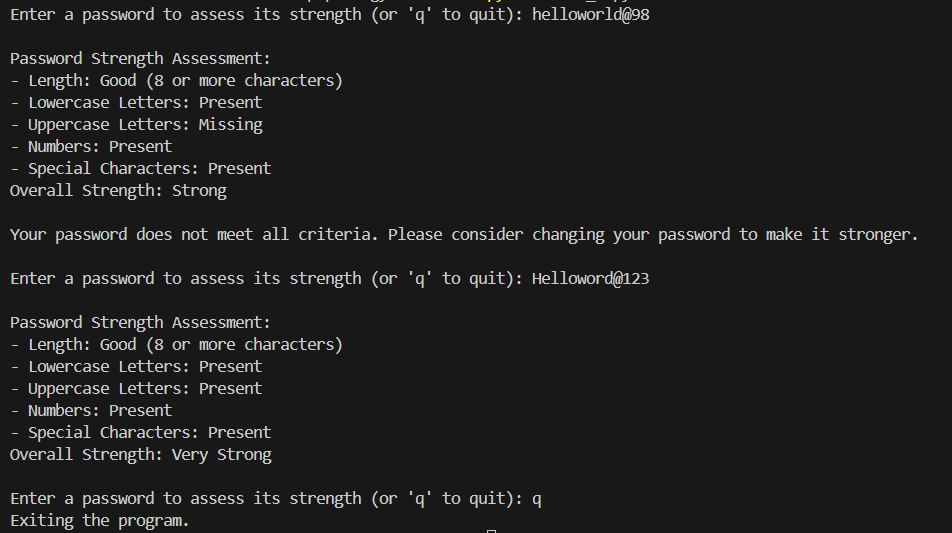 Enter a password to assess its strength (or 'q' to quit): helloworld@98
Password Strength Assessment:
- Length: Good (8 or more characters)
- Lowercase Letters: Present
- Uppercase Letters: Missing
- Numbers: Present
- Special Characters: Present
Overall Strength: Strong
Your password does not meet all criteria. Please consider changing your password to make it stronger.
Enter a password to assess its strength (or 'q' to quit): Helloword@123
Password Strength Assessment:
- Length: Good (8 or more characters)
- Lowercase Letters: Present
- Uppercase Letters: Present
- Numbers: Present
- Special Characters: Present
Overall Strength: Very Strong
Enter a password to assess its strength (or 'q' to quit): q
Exiting the program.